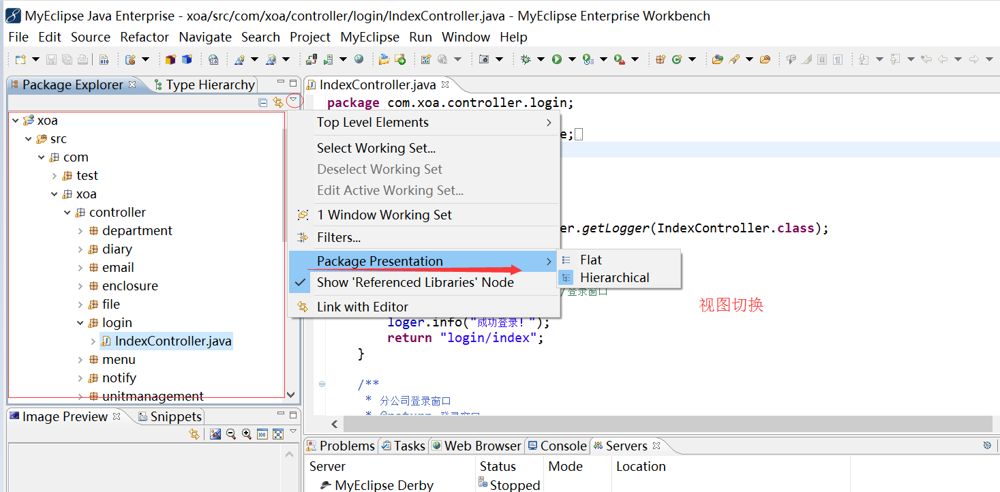 MyEclipse Java Enterprise - xoa/src/com/xoa/controller/login/IndexController.java - MyEclipse Enterprise Workbench
File Edit Source Refactor Navigate Search Project MyEclipse Run Window Help
Package Explorer
Type Hierarchy
xoa
src
com
test
xoa
controller
department
diary
email
enclosure
file
login
IndexController.java
menu
notify
unitmanagement
Image Preview
Snippets
IndexController.java
package com.xoa.controller.login;
e;
er.getLogger(IndexController.class);
/登录窗口
loger.info("成功登录! ");
return "login/index";
}
/**
* 分公司登录窗口
* @return 登录窗口
Top Level Elements
Select Working Set...
Deselect Working Set
Edit Active Working Set...
1 Window Working Set
Filters...
Package Presentation
Show 'Referenced Libraries' Node
Link with Editor
Flat
Hierarchical
视图切换
Problems
Tasks
Web Browser
Console
Servers
Server Status Mode Location
MyEclipse Derby Stopped